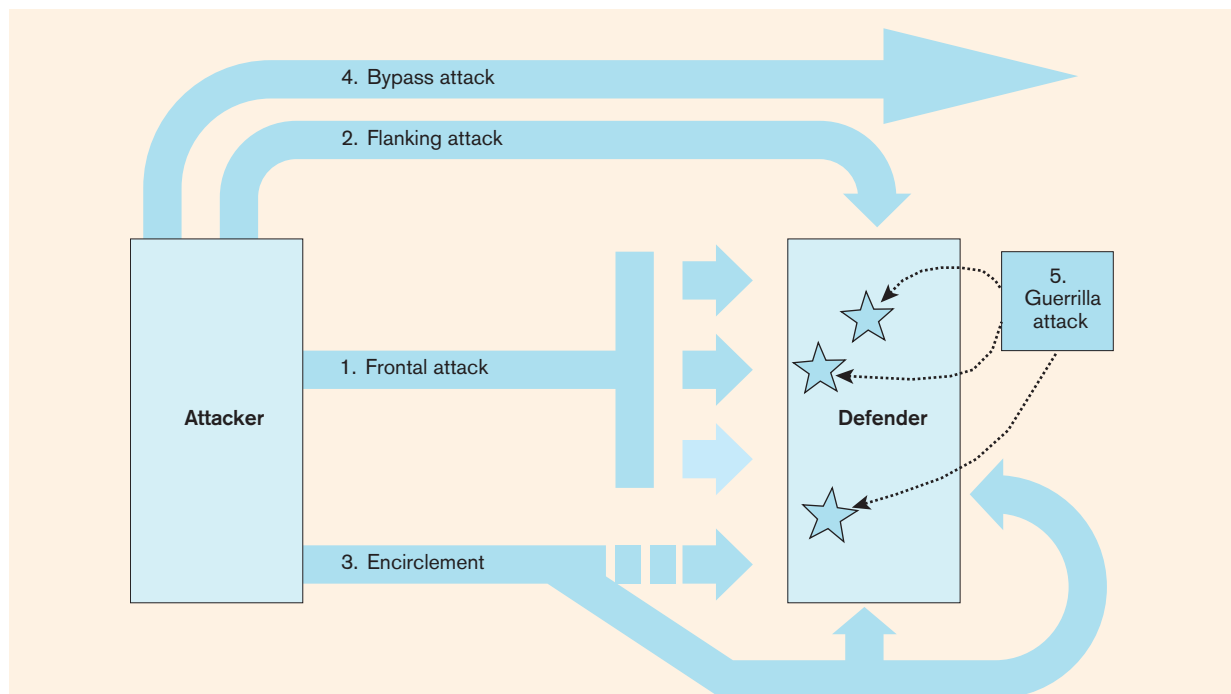 4. Bypass attack
2. Flanking attack
5.
Guerrilla
attack
1. Frontal attack
Attacker
Defender
3. Encirclement